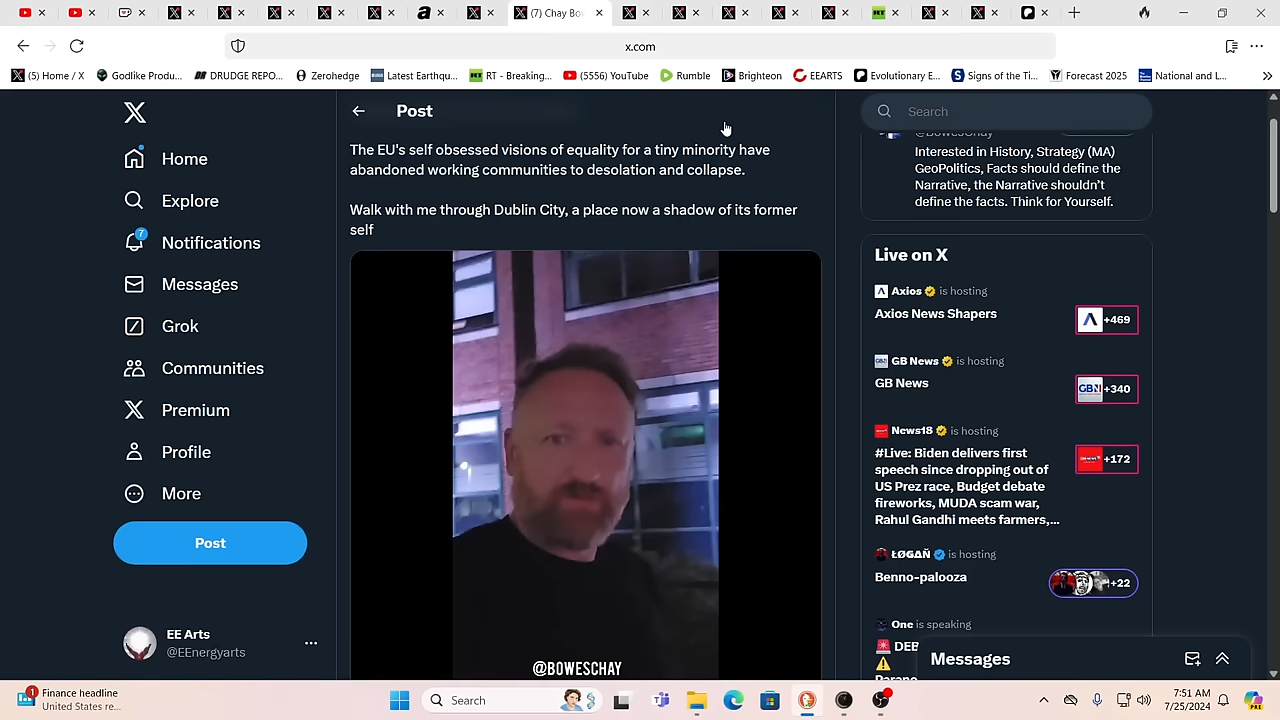 (7) Chay Bo
x.com
(5) Home / X
Godlike Produ...
DRUDGE REPO...
Zerohedge
Latest Earthqu...
RT - Breaking...
(5556) YouTube
Rumble
Brighteon
EEARTS
Evolutionary E...
Signs of the Ti...
Forecast 2025
National and L...
Home
Explore
7
Notifications
Messages
Grok
Communities
Premium
Profile
More
Post
EE Arts
@EEnergyarts
Post
The EU's self obsessed visions of equality for a tiny minority have
abandoned working communities to desolation and collapse.
Walk with me through Dublin City, a place now a shadow of its former
self
@BOWESCHAY
Search
@BowesChay
Interested in History, Strategy (MA)
GeoPolitics, Facts should define the
Narrative, the Narrative shouldn't
define the facts. Think for Yourself.
Live on X
Axios is hosting
Axios News Shapers
+469
GB News is hosting
GB News
GBN +340
News18 is hosting
#Live: Biden delivers first
speech since dropping out of
US Prez race, Budget debate
fireworks, MUDA scam war,
Rahul Gandhi meets farmers,...
+172
ŁØGΔÑ is hosting
Benno-palooza
+22
One is speaking
DEB
Messages
1
Finance headline
United States re...
Search
7:51 AM
7/25/2024
PRE